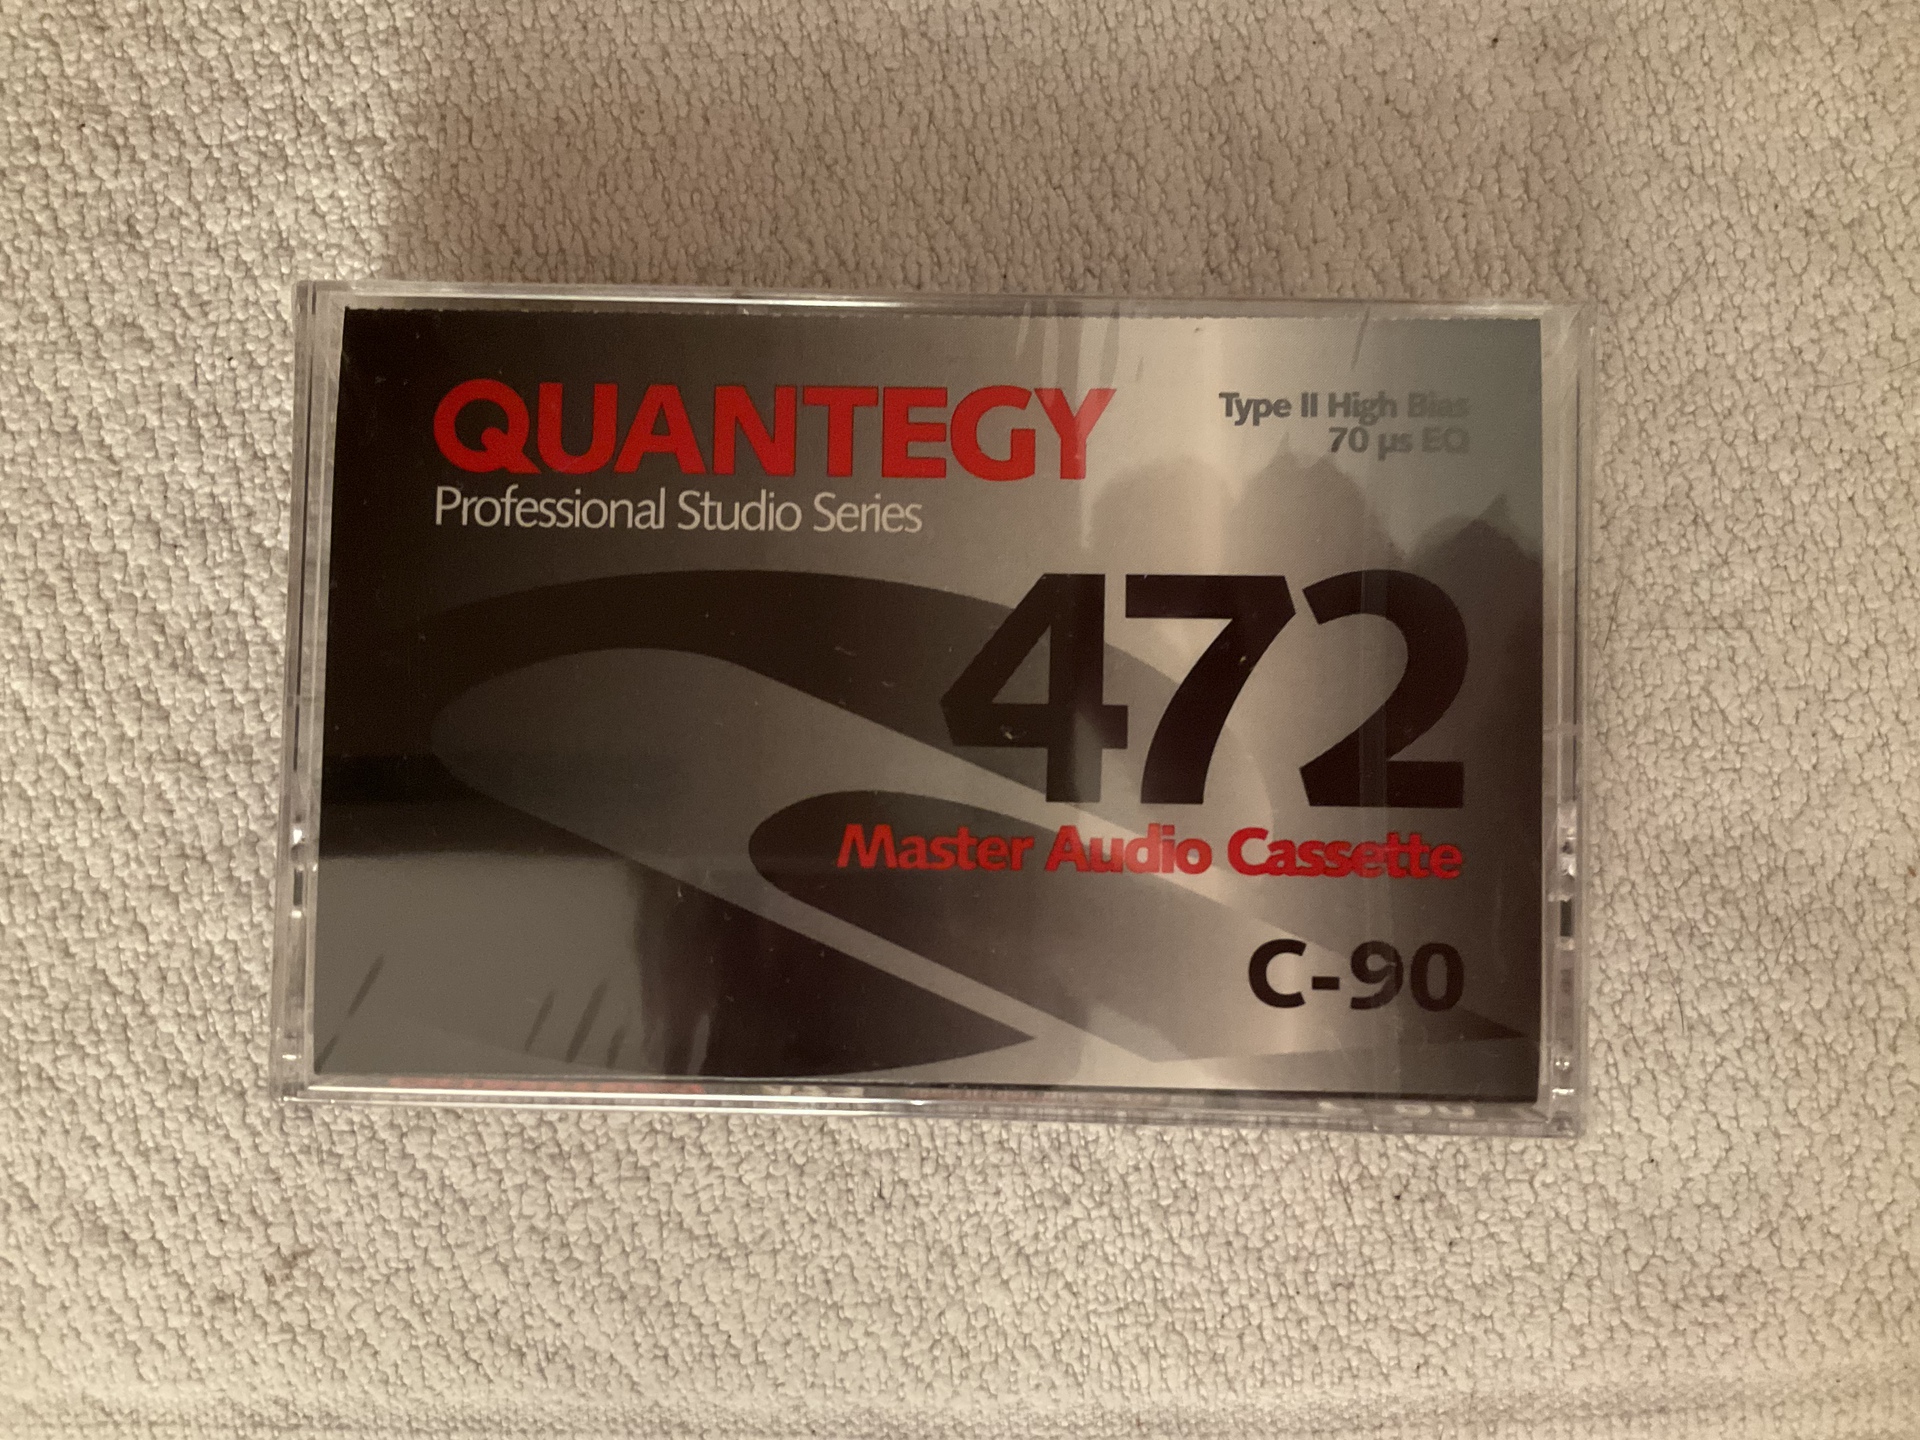 QUANTEGY
Professional Studio Series
Type II High Bias
70 µs EQ
472
Master Audio Cassette
C-90